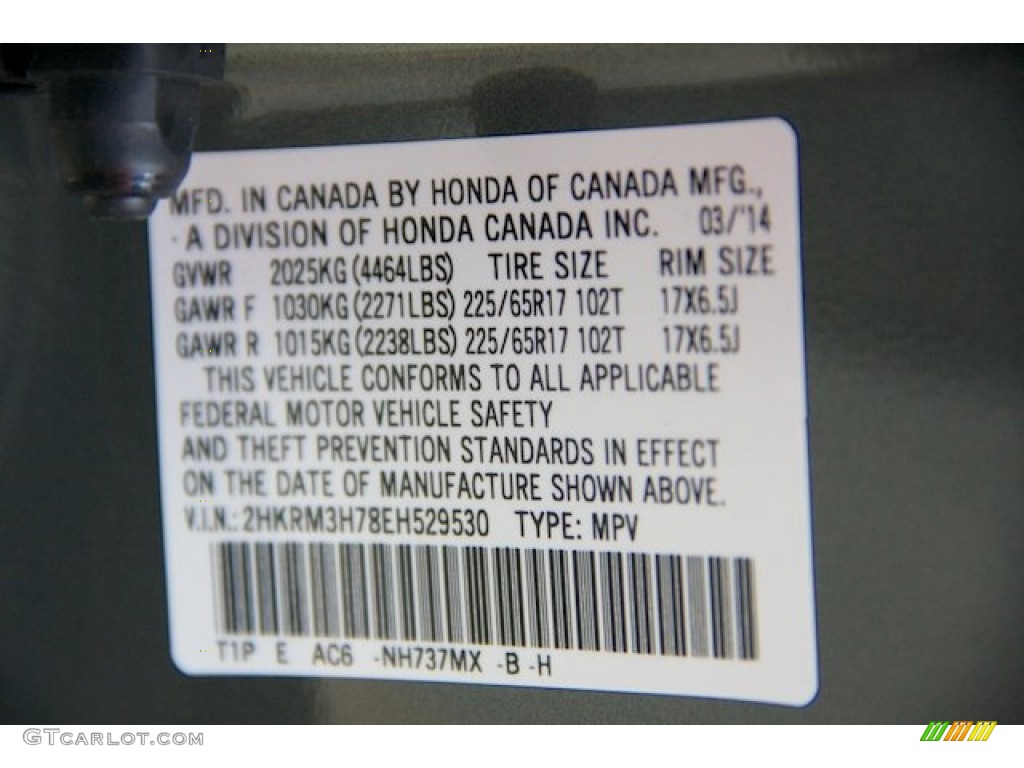 MFD. IN CANADA BY HONDA OF CANADA MFG.,
A DIVISION OF HONDA CANADA INC. 03/'14
GVWR 2025KG (4464LBS) TIRE SIZE RIM SIZE
GAWR F 1030KG (2271LBS) 225/65R17 102T 17X6.5J
GAWR R 1015KG (2238LBS) 225/65R17 102T 17X6.5J
THIS VEHICLE CONFORMS TO ALL APPLICABLE
FEDERAL MOTOR VEHICLE SAFETY
AND THEFT PREVENTION STANDARDS IN EFFECT
ON THE DATE OF MANUFACTURE SHOWN ABOVE.
V.I.N.: 2HKRM3H78EH529530 TYPE: MPV
T1P E AC6 -NH737MX -B -H
GTCARLOT.COM